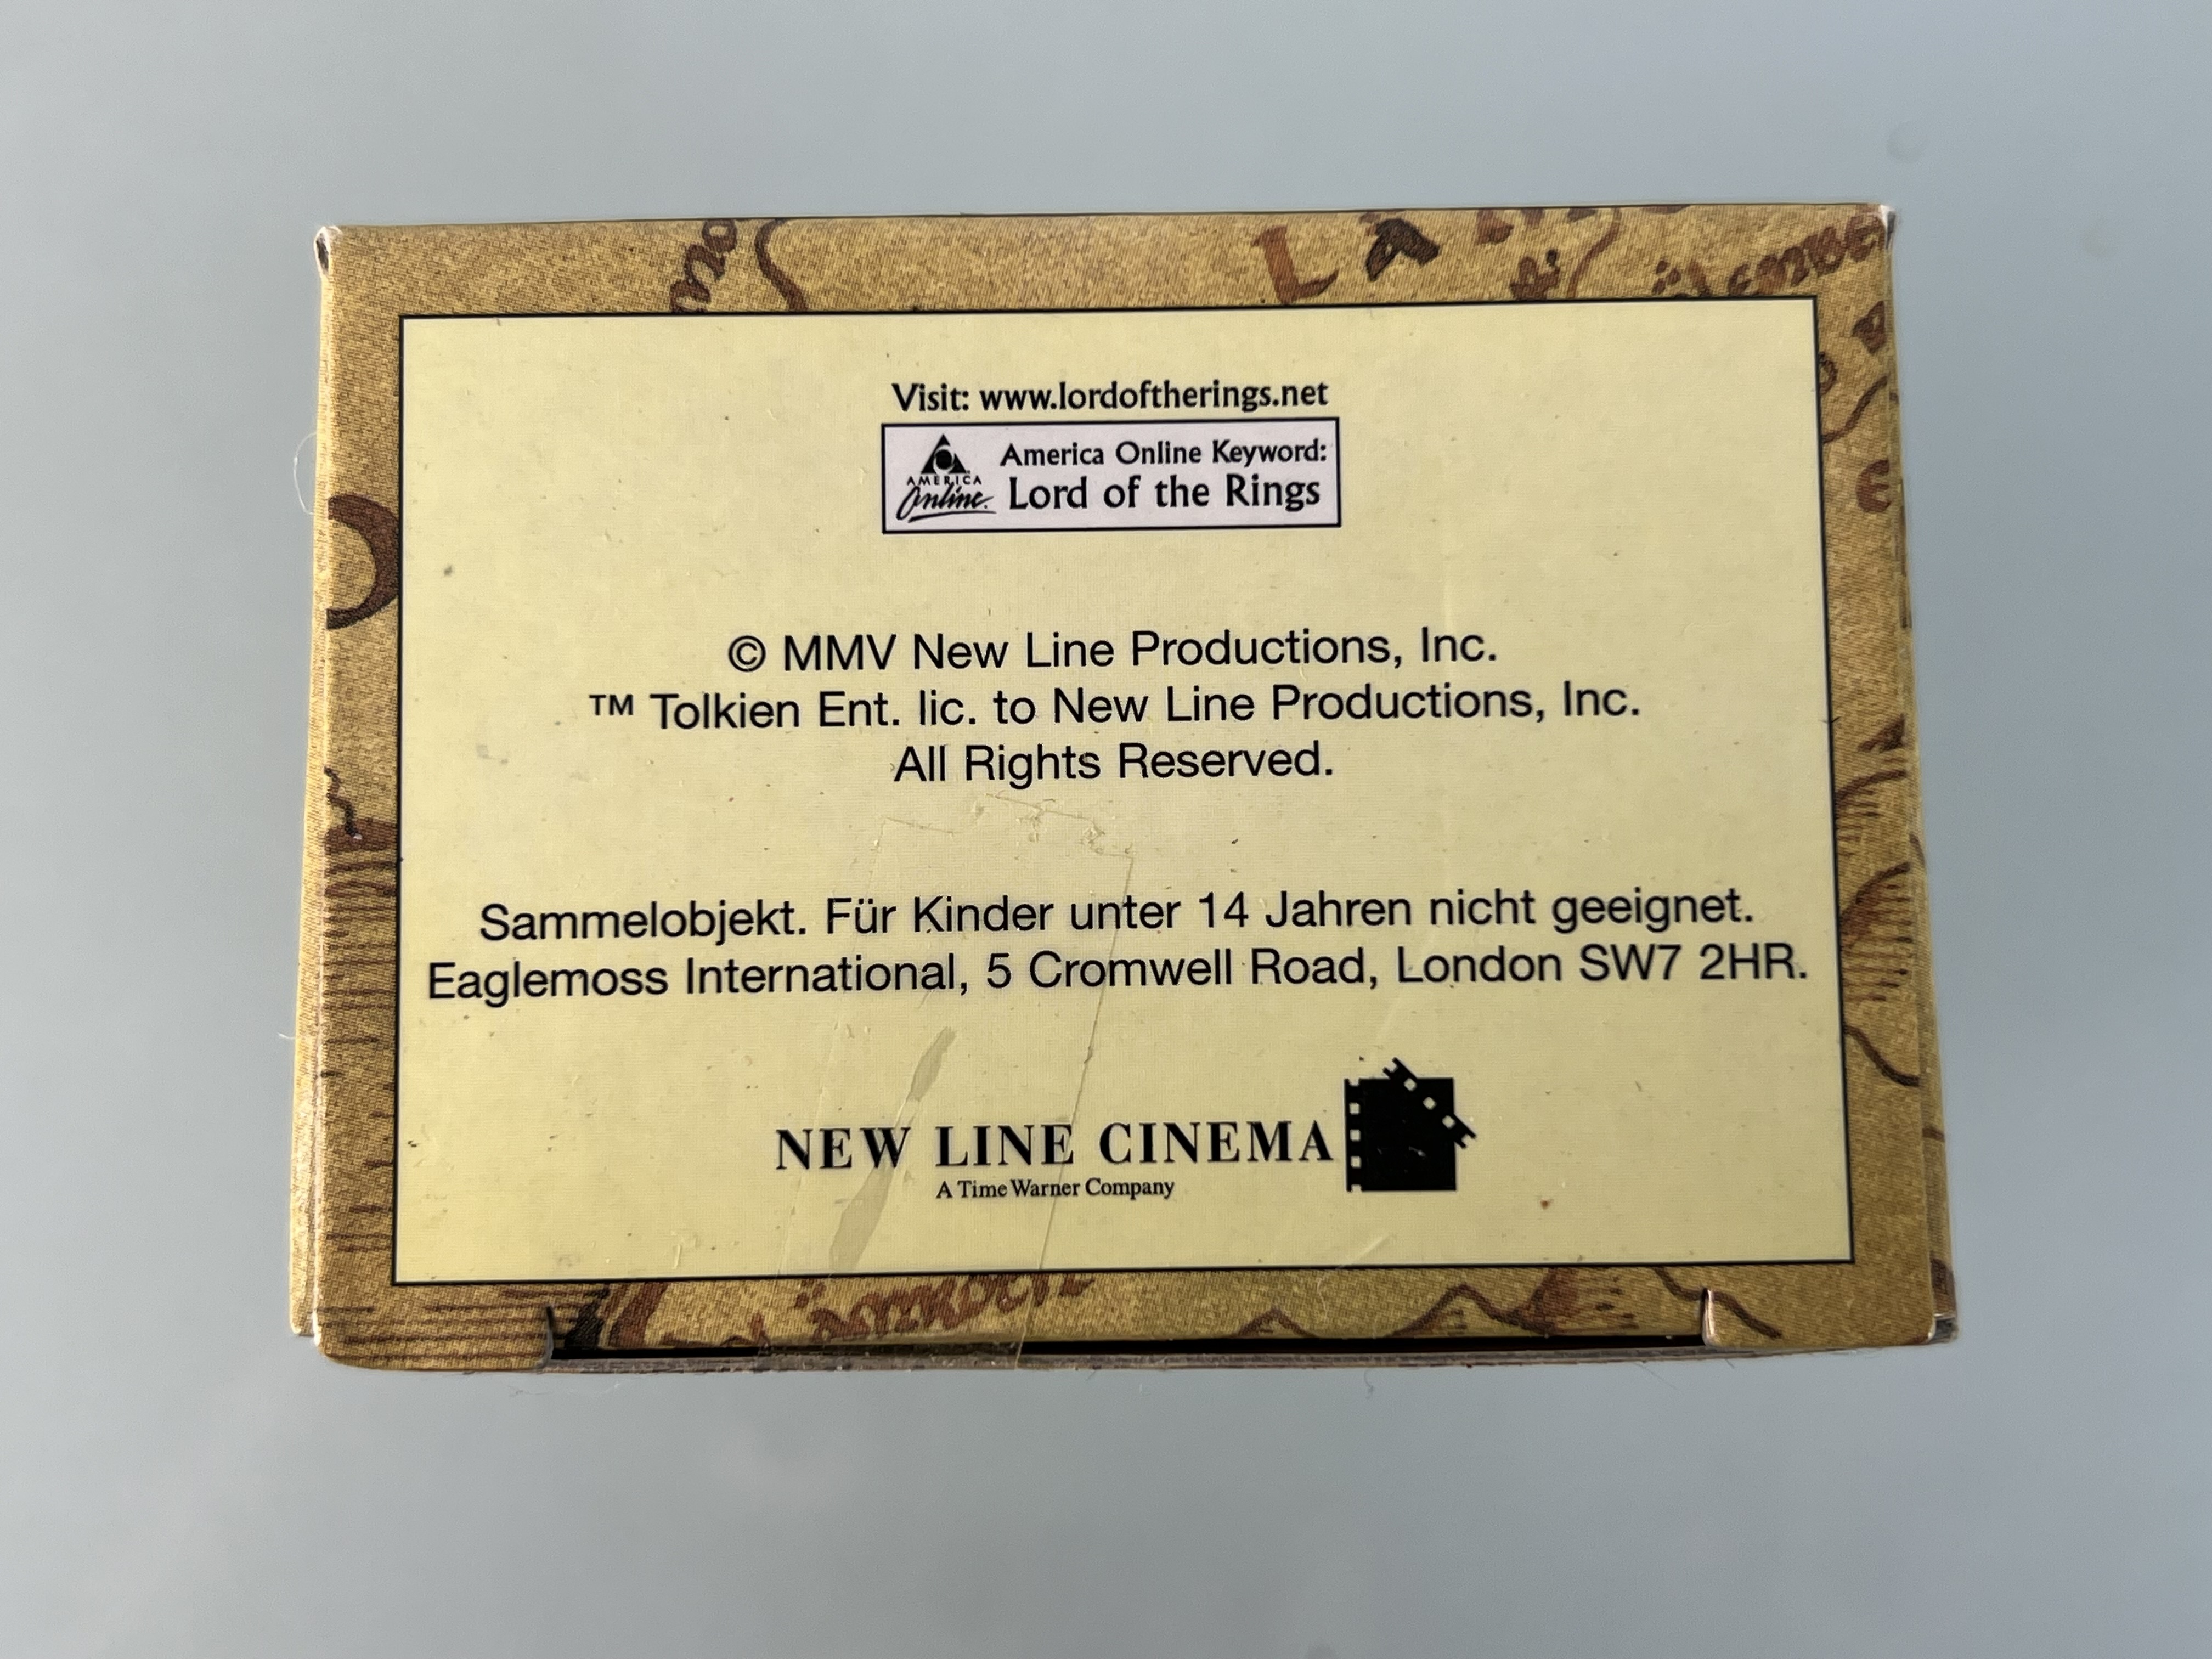 Visit: www.lordoftherings.net
America Online Keyword:
AMERICA
Online. Lord of the Rings
© MMV New Line Productions, Inc.
™ Tolkien Ent. lic. to New Line Productions, Inc.
All Rights Reserved.
Sammelobjekt. Für Kinder unter 14 Jahren nicht geeignet.
Eaglemoss International, 5 Cromwell Road, London SW7 2HR.
NEW LINE CINEMA
A Time Warner Company